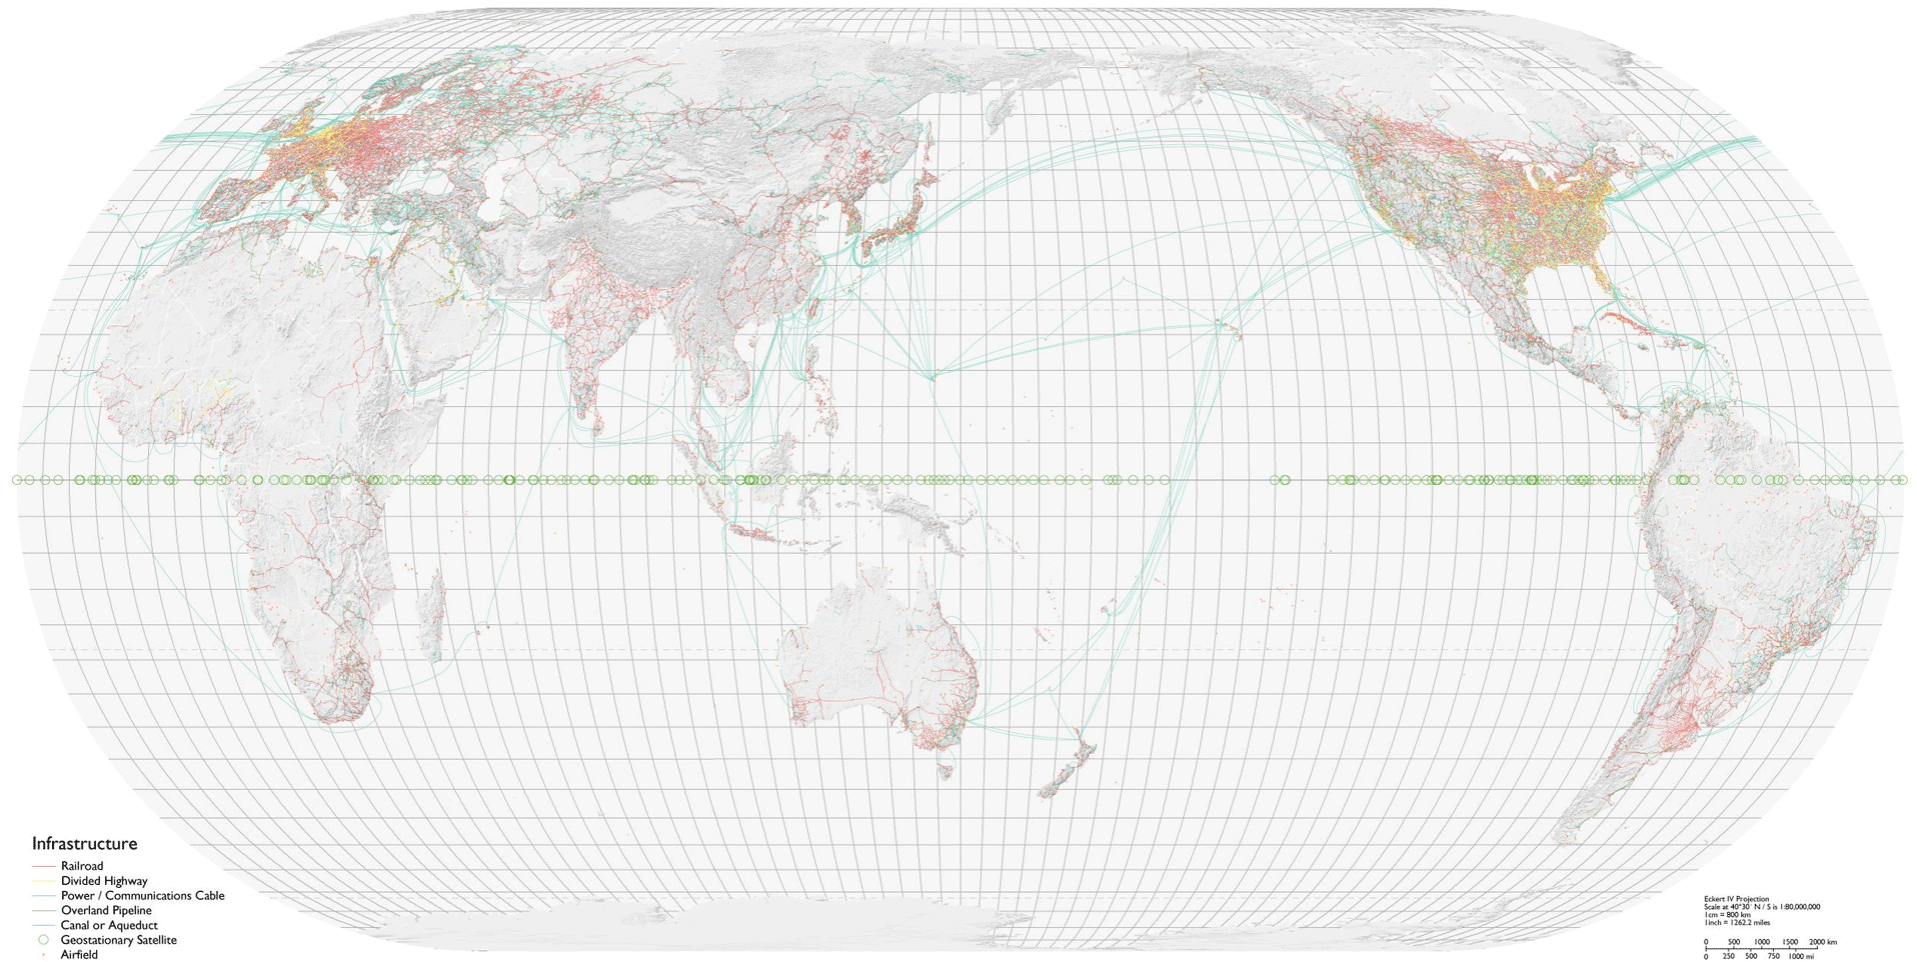 Infrastructure
Railroad
Divided Highway
Power / Communications Cable
Overland Pipeline
Canal or Aqueduct
Geostationary Satellite
Airfield
Eckert IV Projection
Scale at 40°30' N / S is 1:80,000,000
1cm = 800 km
1inch = 1262.2 miles
0 500 1000 1500 2000 km
0 250 500 750 1000 mi